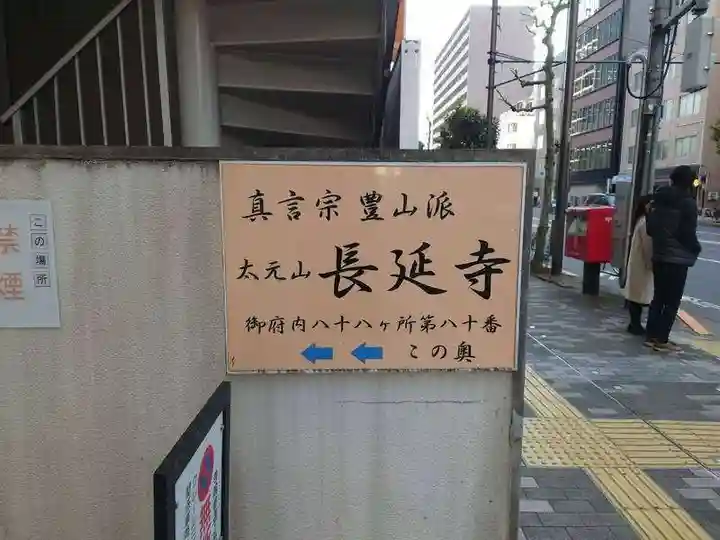 真言宗 豊山派
太元山 長延寺
御府内八十八ヶ所第八十番
この奥
この場所
禁煙